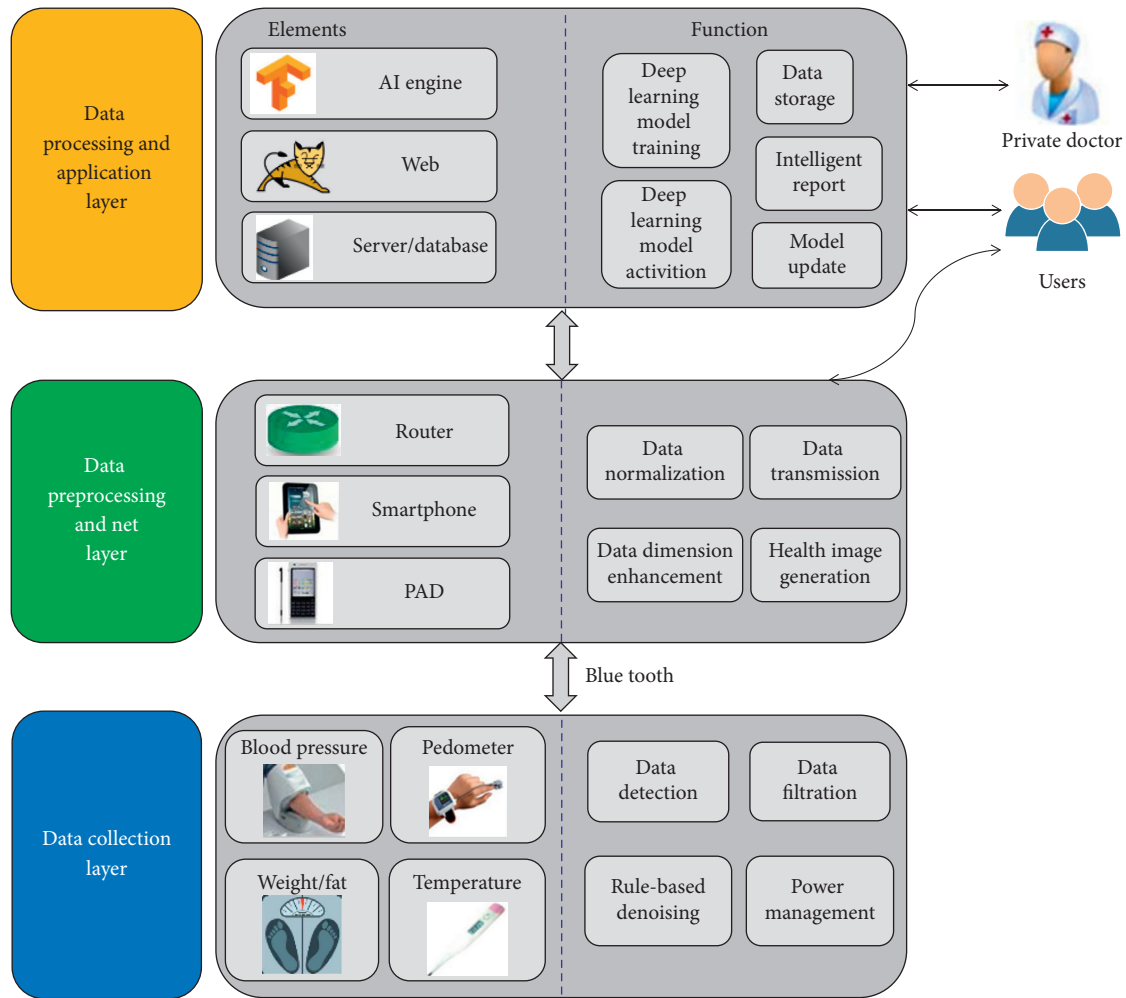 Elements
Function
Data
processing and
application
layer
AI engine
Web
Server/database
Deep
learning
model
training
Data
storage
Intelligent
report
Deep
learning
model
activition
Model
update
Private doctor
Users
Data
preprocessing
and net
layer
Router
Smartphone
PAD
Data
normalization
Data
transmission
Data dimension
enhancement
Health image
generation
Blue tooth
Data collection
layer
Blood pressure
Pedometer
Weight/fat
Temperature
Data
detection
Data
filtration
Rule-based
denoising
Power
management